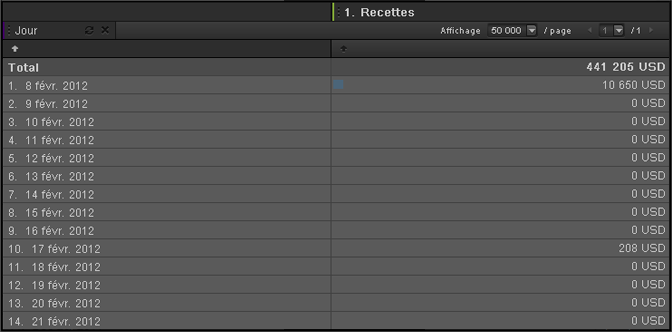 1. Recettes
Jour Affichage 50 000 / page 1 / 1
Total 441 205 USD
1. 8 févr. 2012 10 650 USD
2. 9 févr. 2012 0 USD
3. 10 févr. 2012 0 USD
4. 11 févr. 2012 0 USD
5. 12 févr. 2012 0 USD
6. 13 févr. 2012 0 USD
7. 14 févr. 2012 0 USD
8. 15 févr. 2012 0 USD
9. 16 févr. 2012 0 USD
10. 17 févr. 2012 208 USD
11. 18 févr. 2012 0 USD
12. 19 févr. 2012 0 USD
13. 20 févr. 2012 0 USD
14. 21 févr. 2012 0 USD